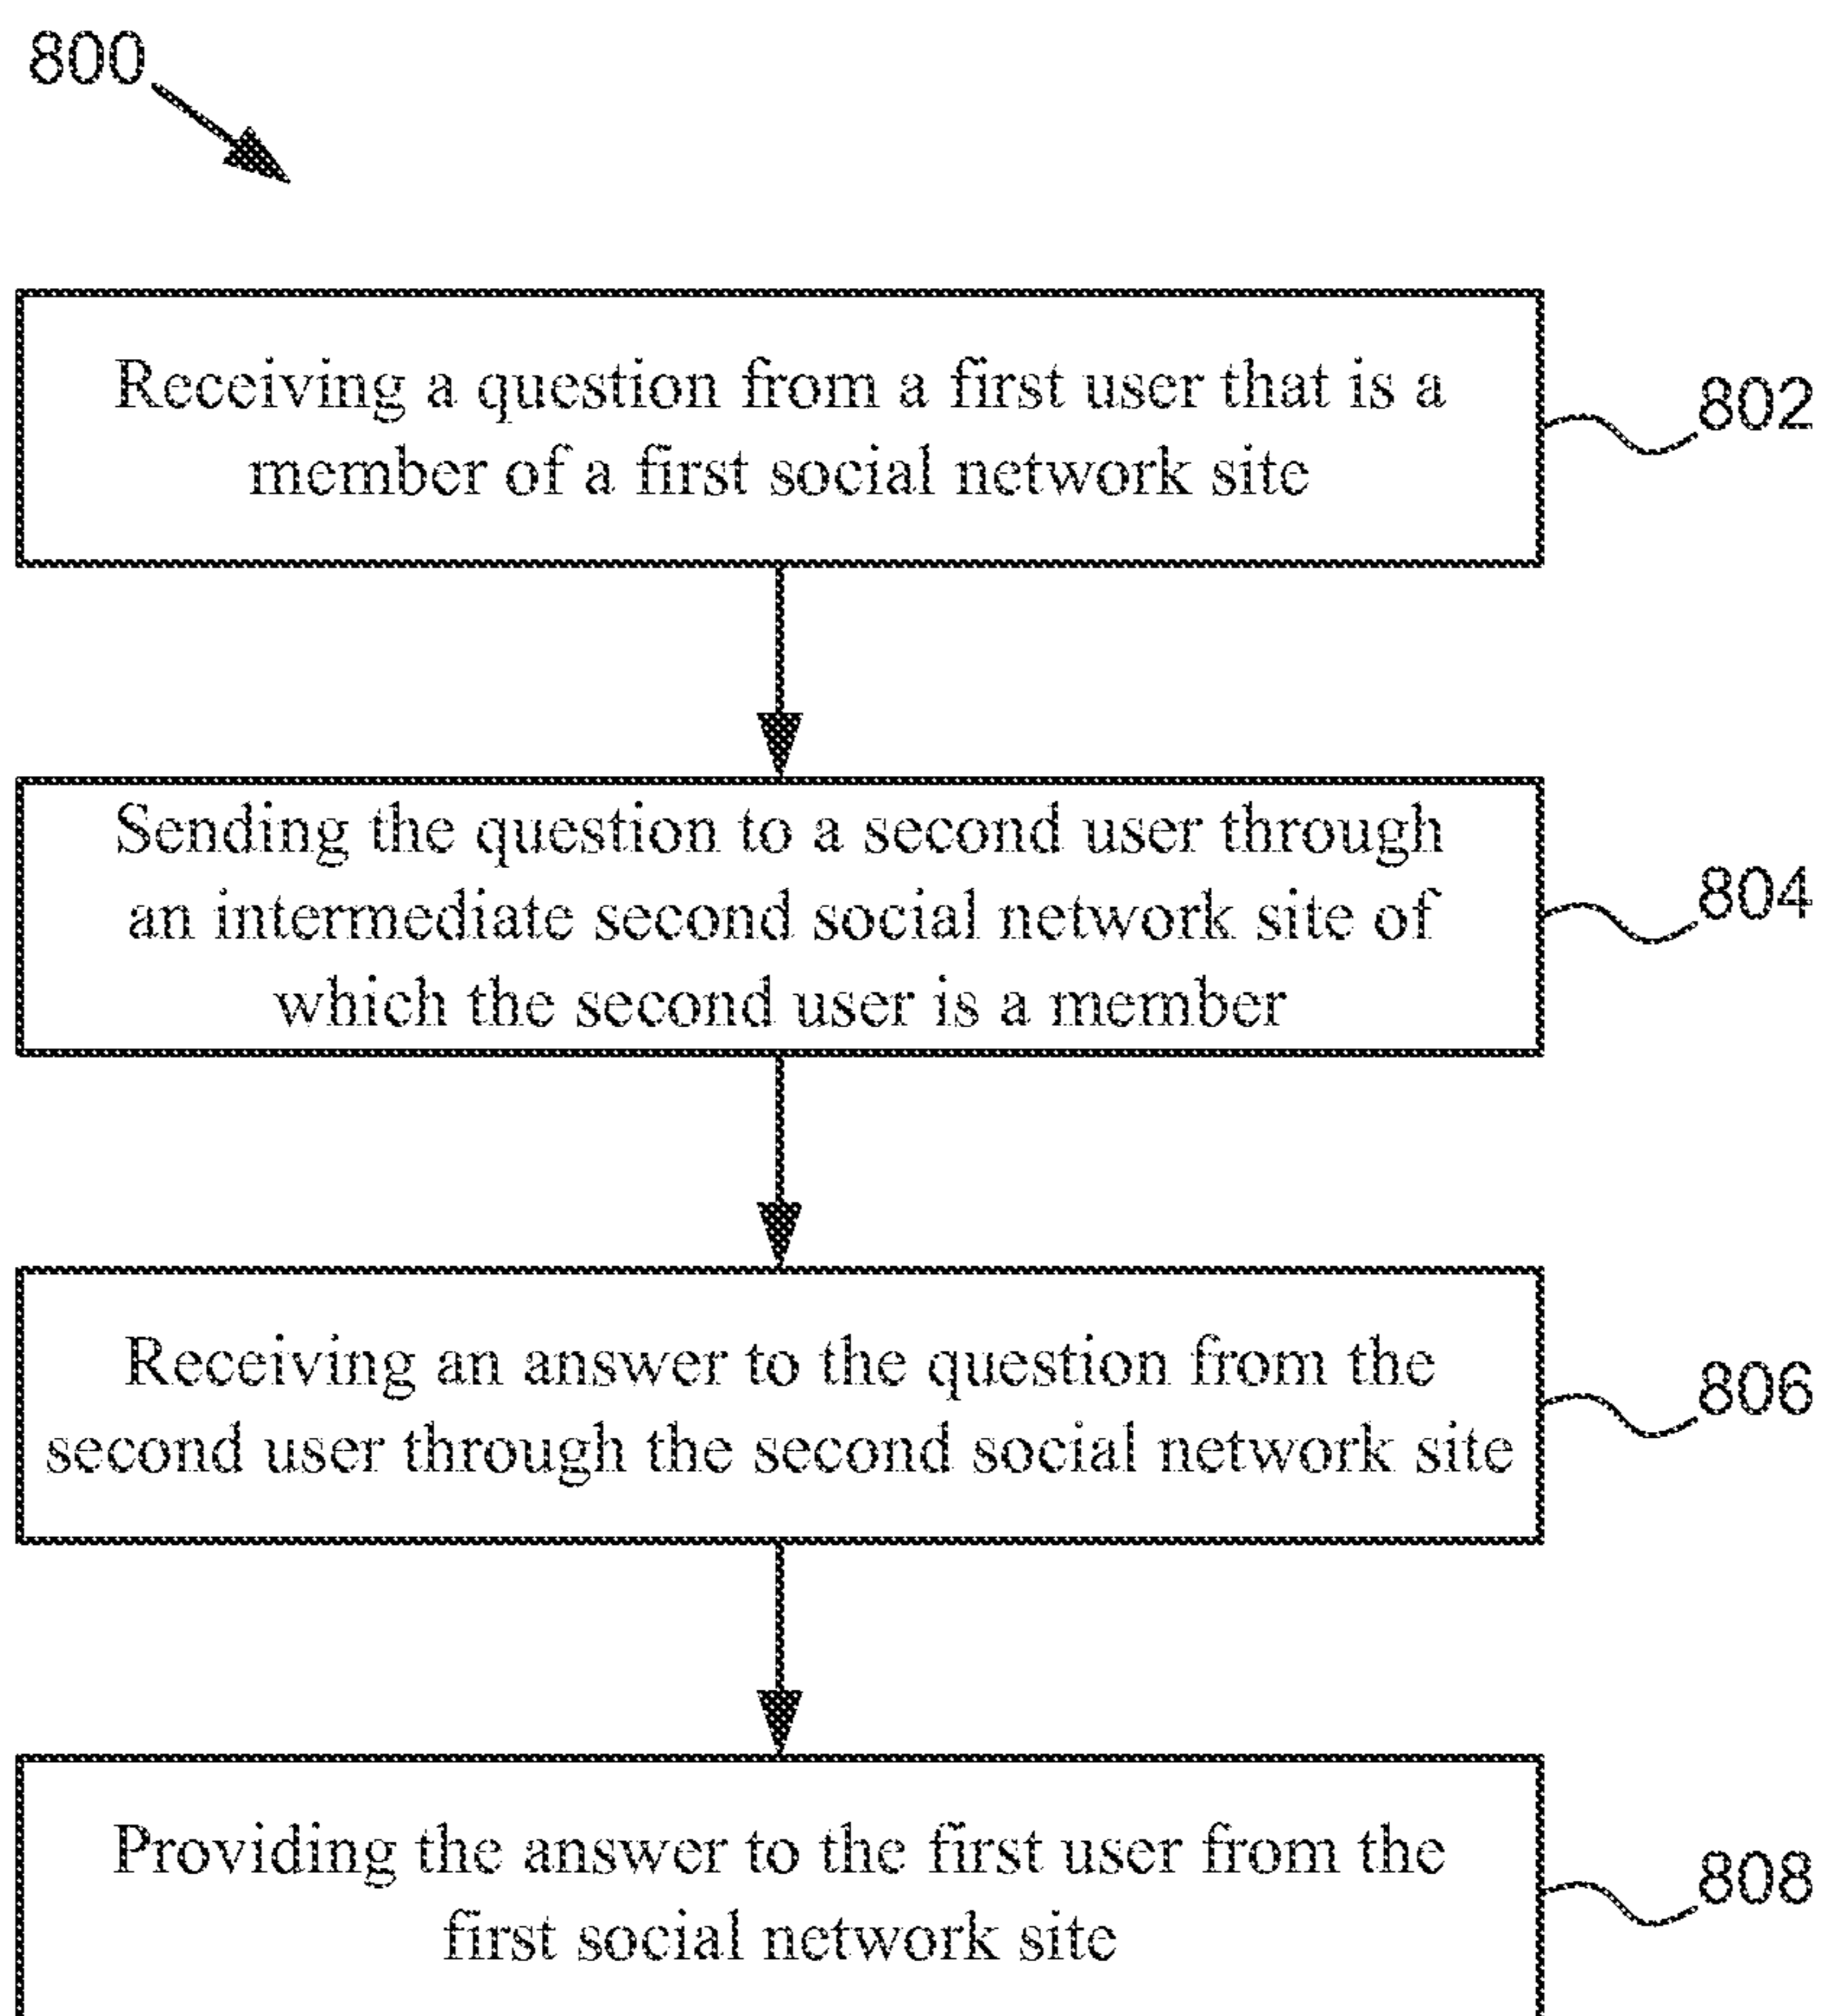 800
Receiving a question from a first user that is a
member of a first social network site
802
Sending the question to a second user through
an intermediate second social network site of
which the second user is a member
804
Receiving an answer to the question from the
second user through the second social network site
806
Providing the answer to the first user from the
first social network site
808